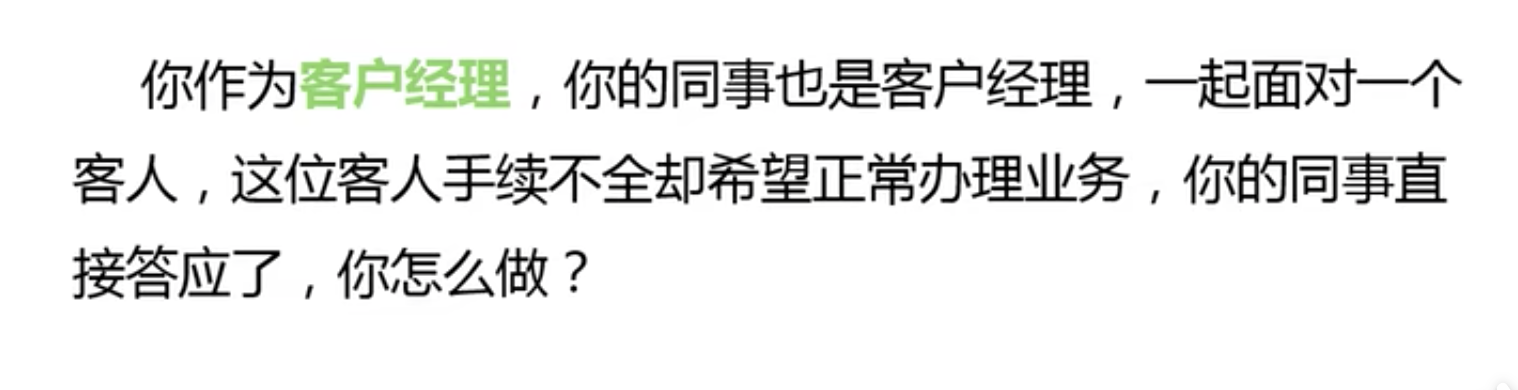 你作为客户经理，你的同事也是客户经理，一起面对一个
客人，这位客人手续不全却希望正常办理业务，你的同事直
接答应了，你怎么做？